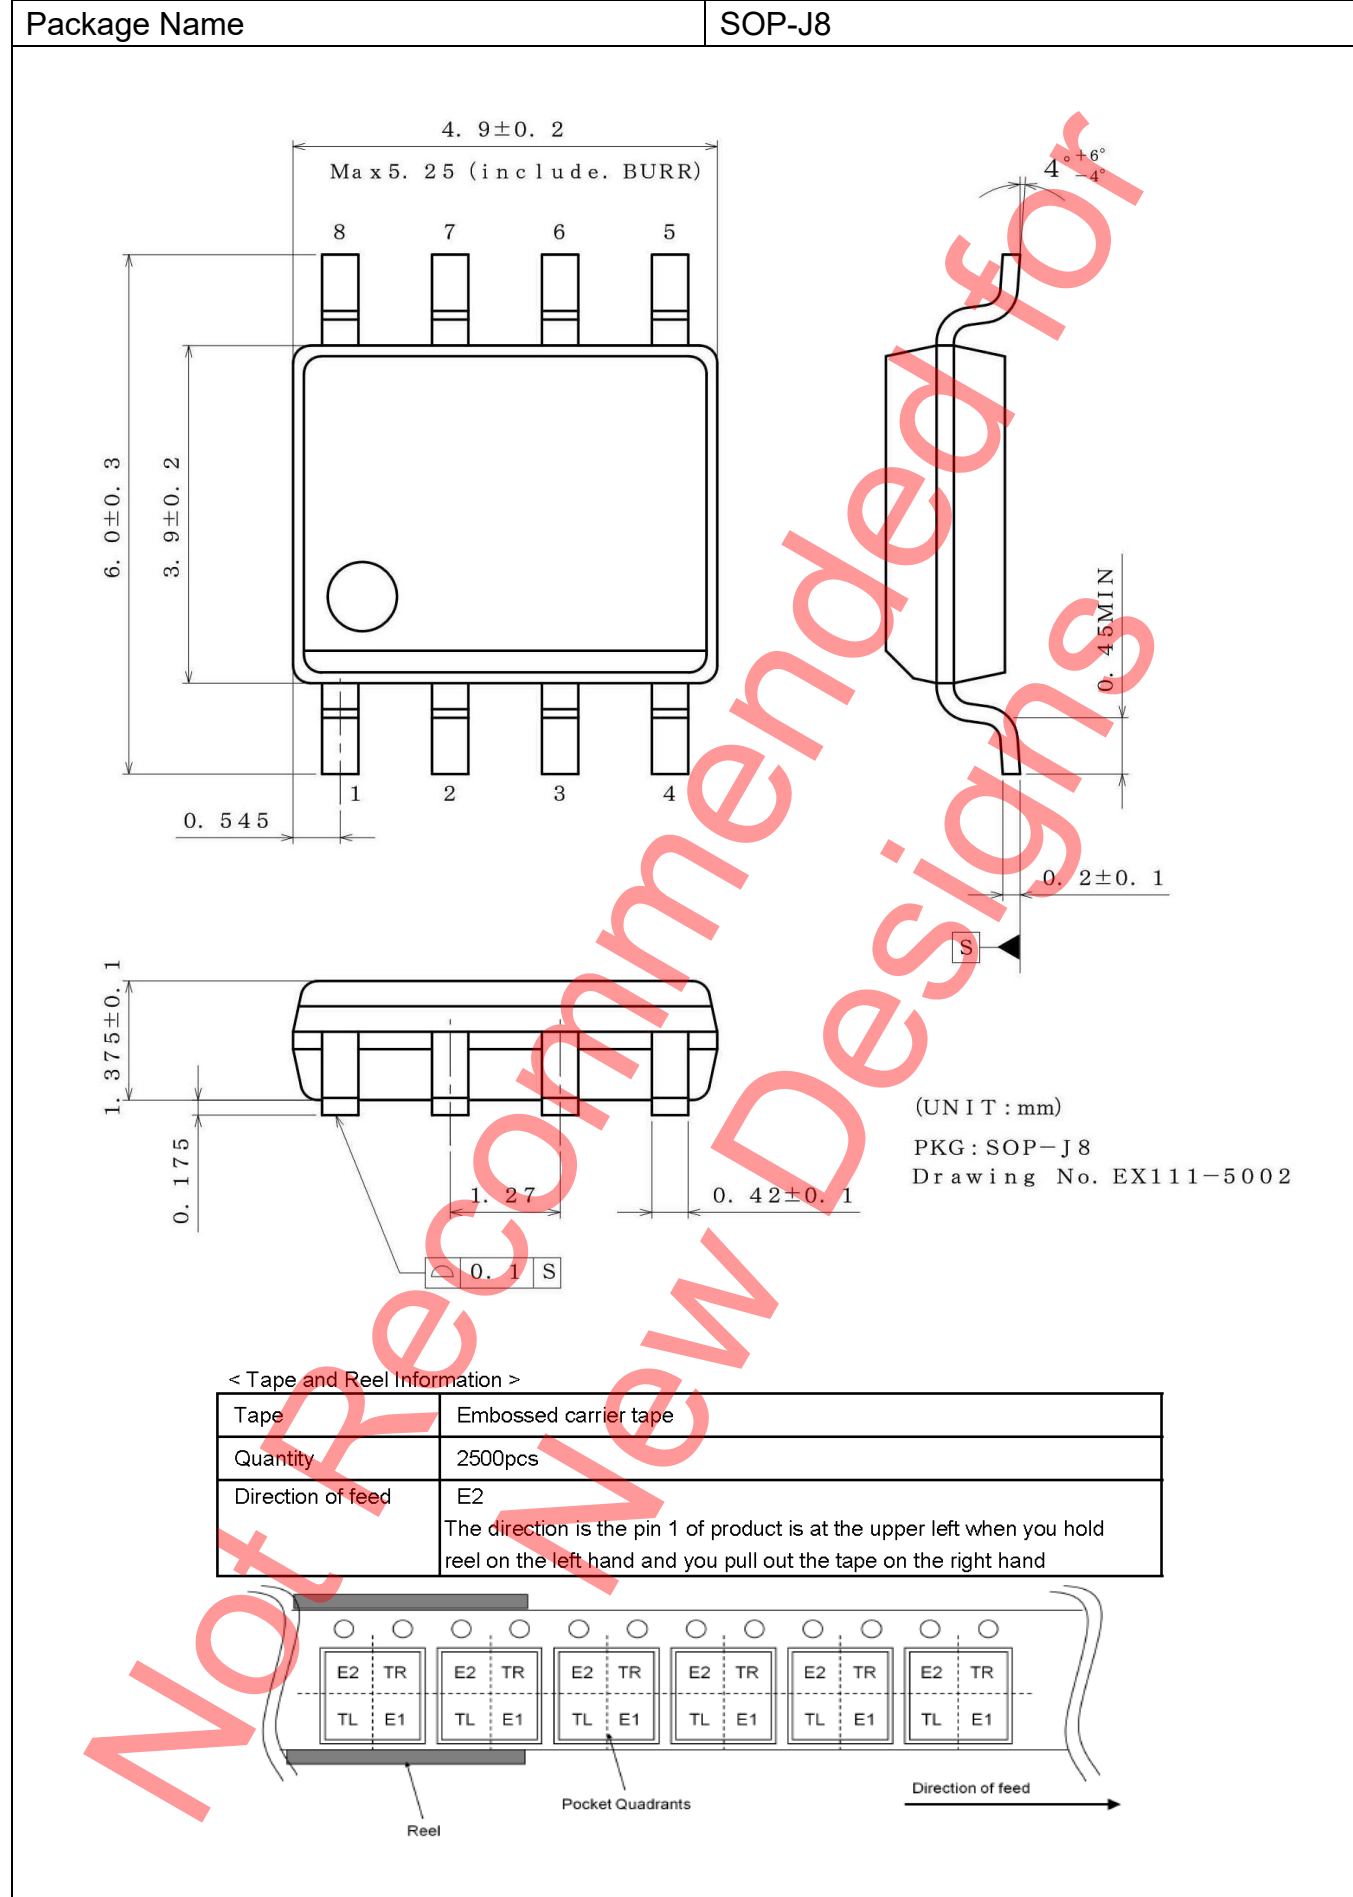 Package Name SOP-J8
4. 9±0. 2
Max5. 25 (include. BURR)
4°+6°
−4°
8 7 6 5
6. 0±0. 3
3. 9±0. 2
0. 45MIN
1 2 3 4
0. 545
0. 2±0. 1
S
1. 375±0. 1
0. 175
1. 27
0. 42±0. 1
0. 1 S
(UNIT:mm)
PKG:SOP−J8
Drawing No. EX111−5002
< Tape and Reel Information >
Tape Embossed carrier tape
Quantity 2500pcs
Direction of feed E2
The direction is the pin 1 of product is at the upper left when you hold
reel on the left hand and you pull out the tape on the right hand
E2 TR E2 TR E2 TR E2 TR E2 TR E2 TR
TL E1 TL E1 TL E1 TL E1 TL E1 TL E1
Direction of feed
Pocket Quadrants
Reel
Not Recommended for
New Designs